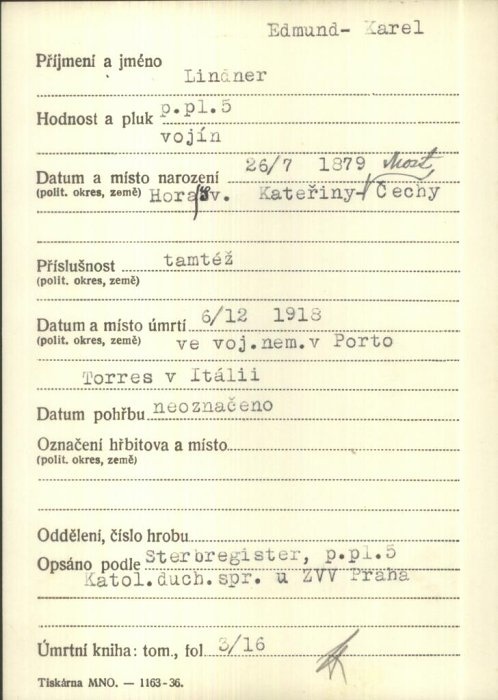 Edmund- Karel
Příjmení a jméno
Lindner
Hodnost a pluk p.pl.5
vojín
Datum a místo narození 26/7 1879 Most
(polit. okres, země) Hora sv. Kateřiny- Čechy
Příslušnost tamtéž
(polit. okres, země)
Datum a místo úmrtí 6/12 1918
(polit. okres, země) ve voj.nem.v Porto
Torres v Itálii
Datum pohřbu neoznačeno
Označení hřbitova a místo
(polit. okres, země)
Oddělení, číslo hrobu
Opsáno podle Sterbregister, p.pl.5
Katol.duch.spr. u ZVV Praha
Úmrtní kniha: tom., fol 3/16
Tiskárna MNO. — 1163-36.